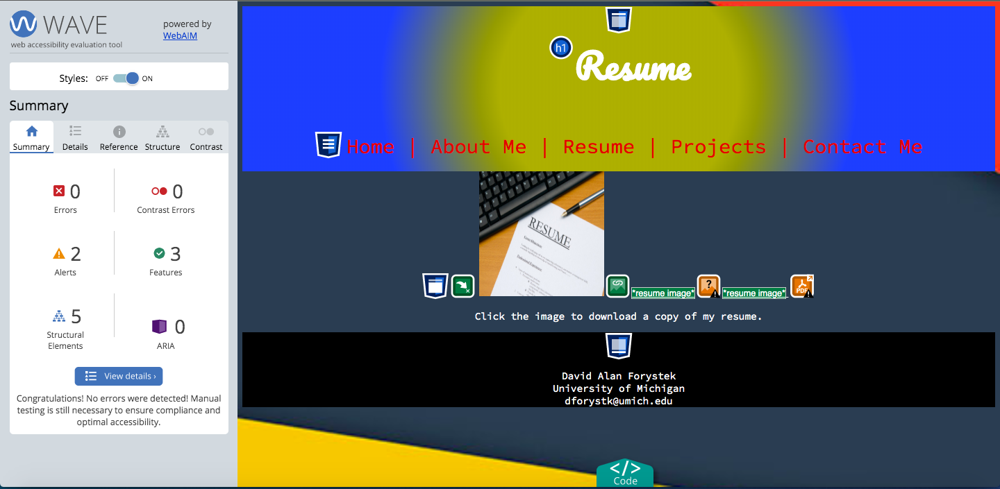 WAVE
powered by
WebAIM
web accessibility evaluation tool
Styles: OFF ON
Summary
Summary Details Reference Structure Contrast
0
Errors
0
Contrast Errors
2
Alerts
3
Features
5
Structural
Elements
0
ARIA
View details ›
Congratulations! No errors were detected! Manual
testing is still necessary to ensure compliance and
optimal accessibility.
h1
Resume
Home | About Me | Resume | Projects | Contact Me
RESUME
*resume image* ? *resume image* PDF
Click the image to download a copy of my resume.
David Alan Forystek
University of Michigan
dforystk@umich.edu
</>
Code